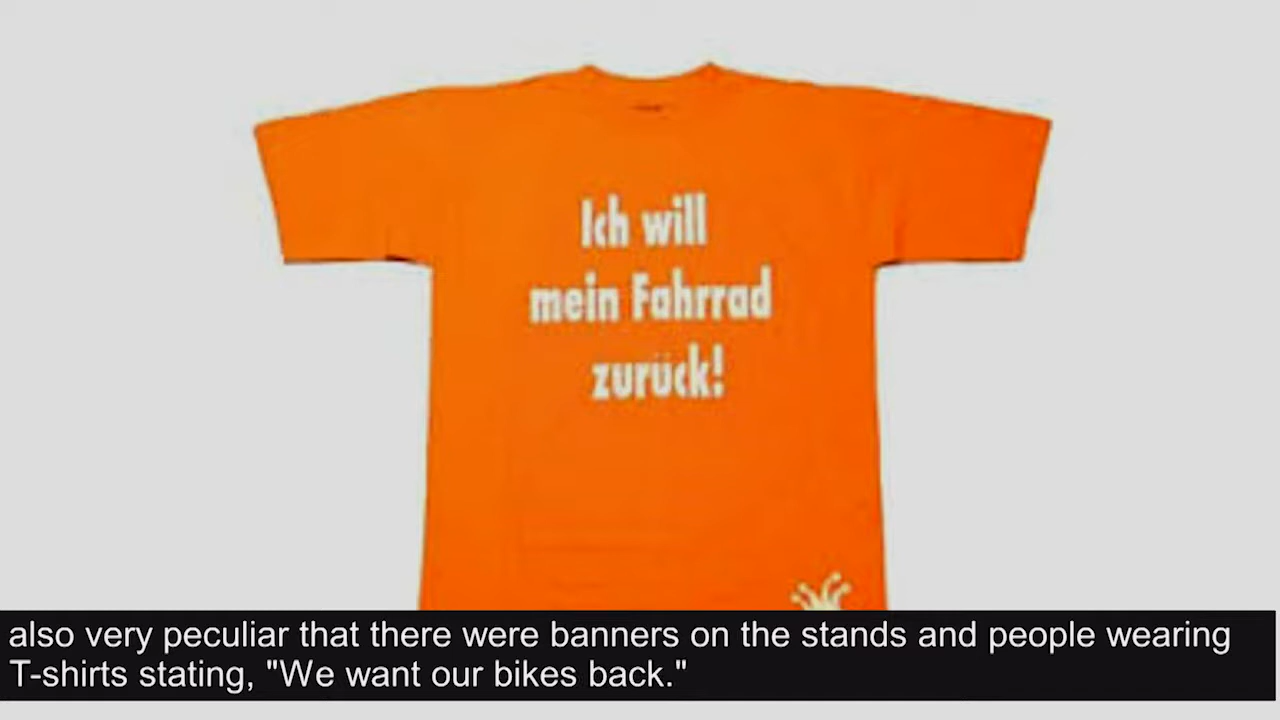 Ich will
mein Fahrrad
zurück!
also very peculiar that there were banners on the stands and people wearing
T-shirts stating, "We want our bikes back."